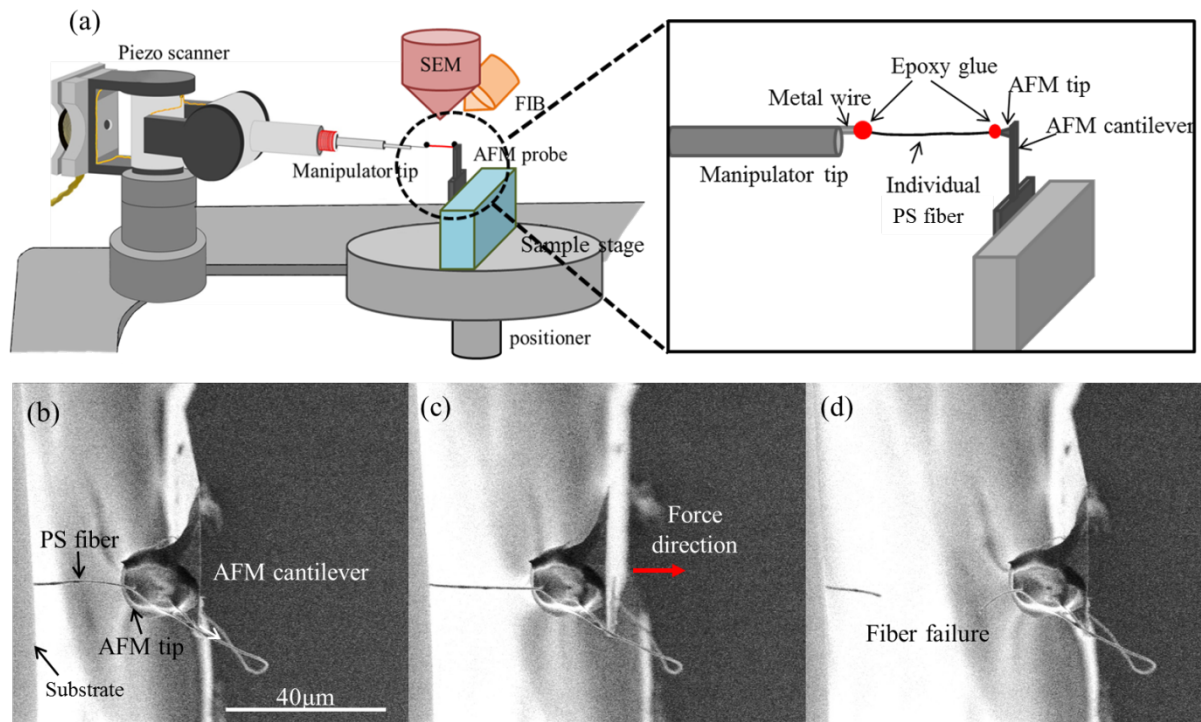 (a)
Piezo scanner
SEM
FIB
Manipulator tip
AFM probe
Sample stage
positioner
Epoxy glue
Metal wire
AFM tip
AFM cantilever
Manipulator tip
Individual
PS fiber
(b)
PS fiber
AFM cantilever
AFM tip
Substrate
40μm
(c)
Force
direction
(d)
Fiber failure